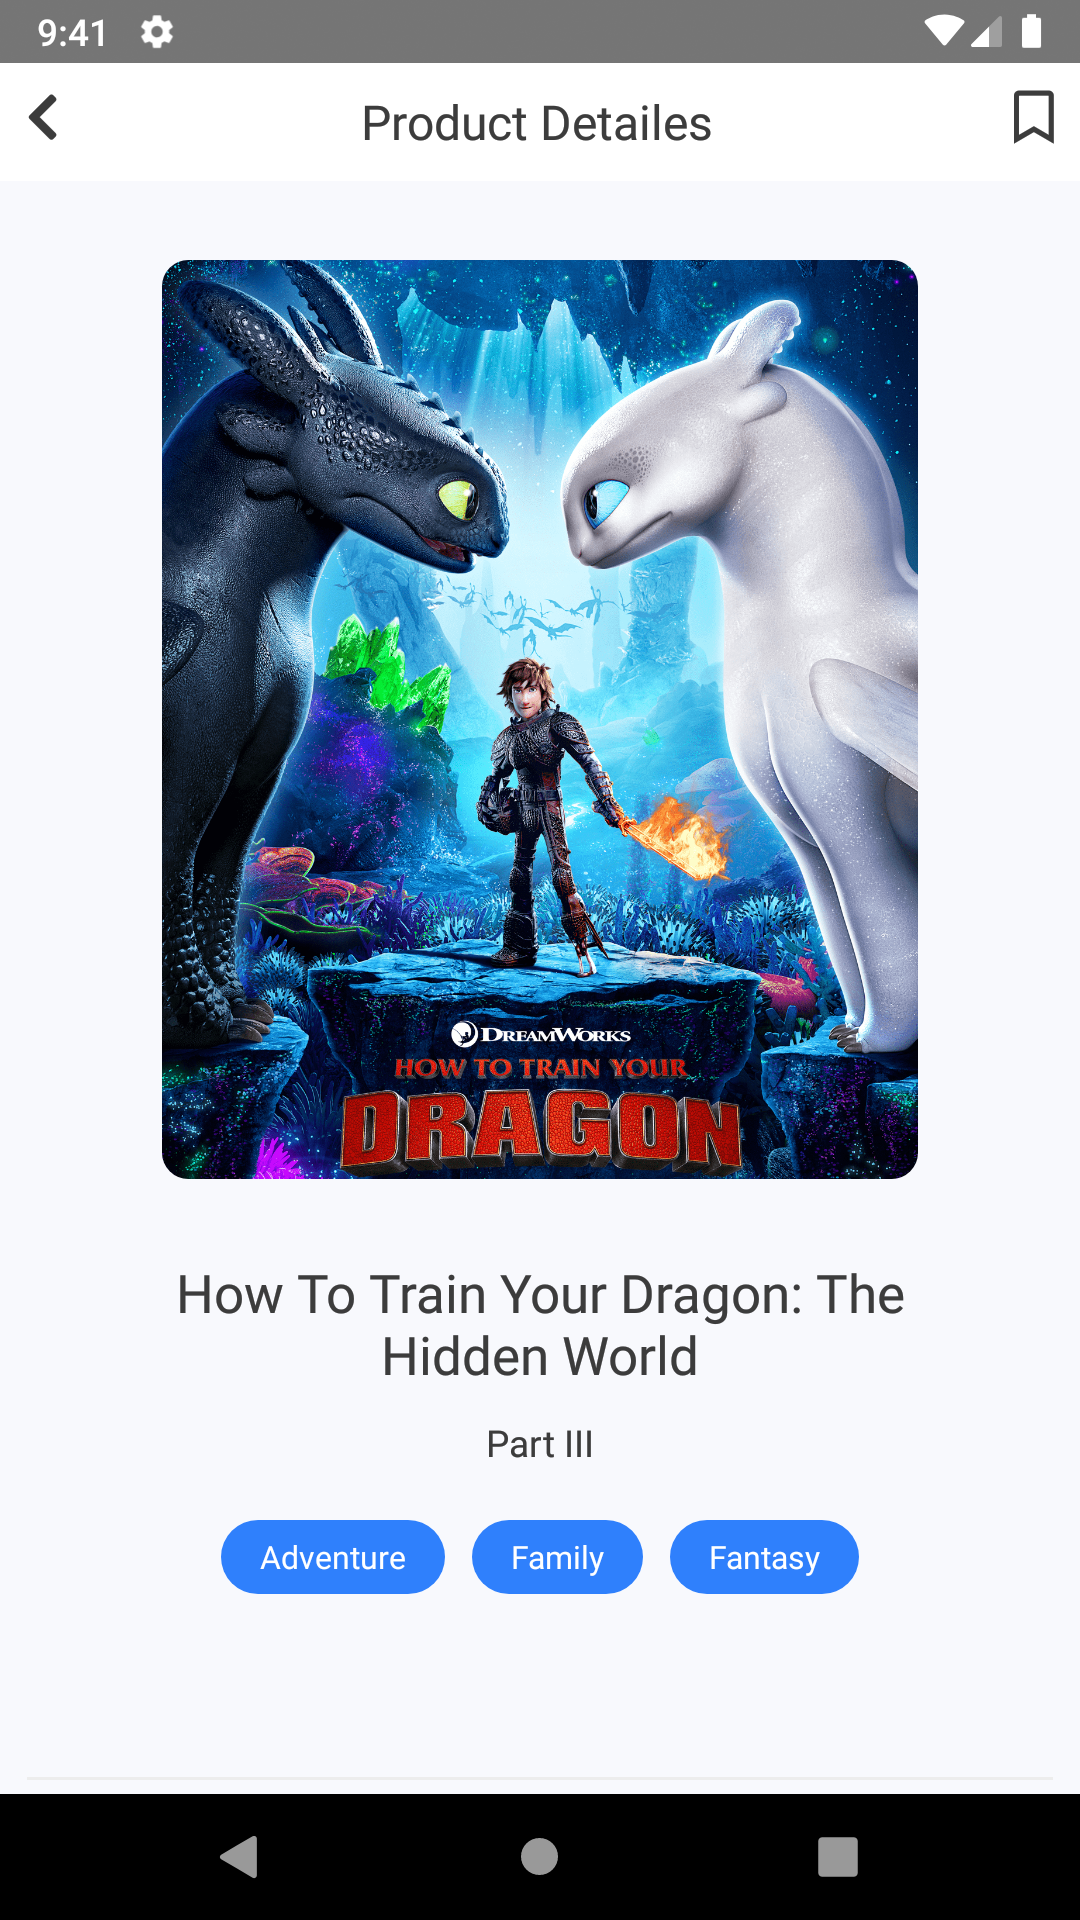 9:41
Product Detailes
DREAMWORKS
HOW TO TRAIN YOUR
DRAGON
How To Train Your Dragon: The
Hidden World
Part III
Adventure Family Fantasy